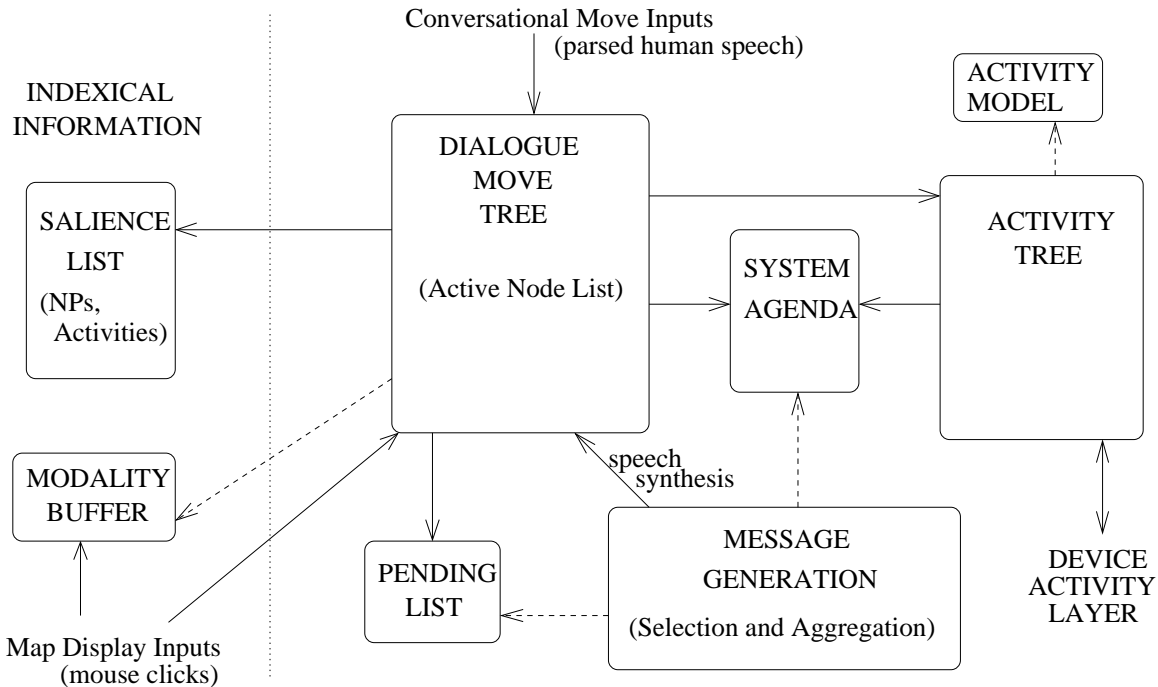 Conversational Move Inputs
(parsed human speech)
INDEXICAL
INFORMATION
ACTIVITY
MODEL
DIALOGUE
MOVE
TREE
(Active Node List)
SALIENCE
LIST
(NPs,
Activities)
SYSTEM
AGENDA
ACTIVITY
TREE
MODALITY
BUFFER
speech
synthesis
PENDING
LIST
MESSAGE
GENERATION
(Selection and Aggregation)
DEVICE
ACTIVITY
LAYER
Map Display Inputs
(mouse clicks)